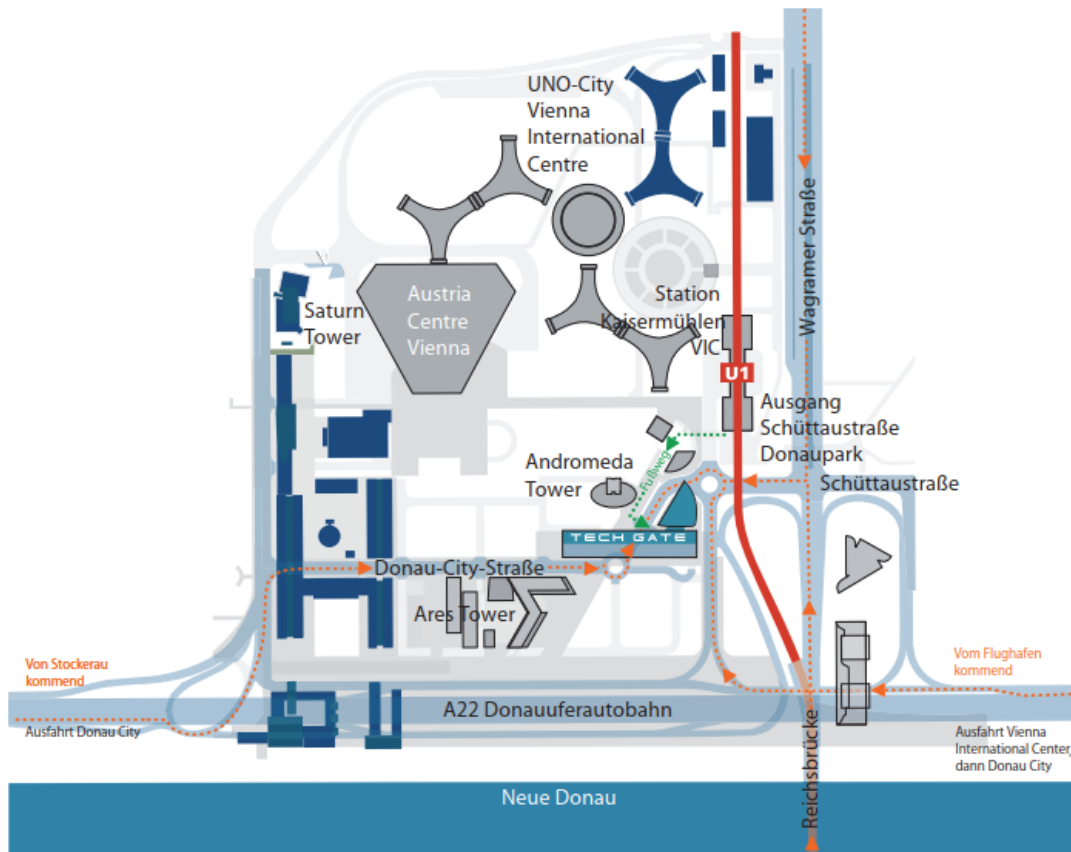 UNO-City
Vienna
International
Centre
Wagramer Straße
Austria
Centre
Vienna
Saturn
Tower
Station
Kaisermühlen
VIC
U1
Ausgang
Schüttaustraße
Donaupark
Andromeda
Tower
Fußweg
Schüttaustraße
TECH GATE
Donau-City-Straße
Ares Tower
Von Stockerau
kommend
Vom Flughafen
kommend
A22 Donauuferautobahn
Ausfahrt Donau City
Ausfahrt Vienna
International Center,
dann Donau City
Reichsbrücke
Neue Donau